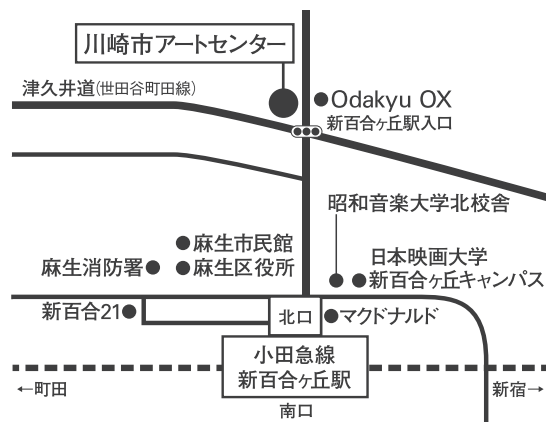 川崎市アートセンター
津久井道(世田谷町田線)
Odakyu OX
新百合ヶ丘駅入口
昭和音楽大学北校舎
麻生市民館
麻生消防署
麻生区役所
日本映画大学
新百合ヶ丘キャンパス
新百合21
北口
マクドナルド
小田急線
新百合ヶ丘駅
←町田
新宿→
南口